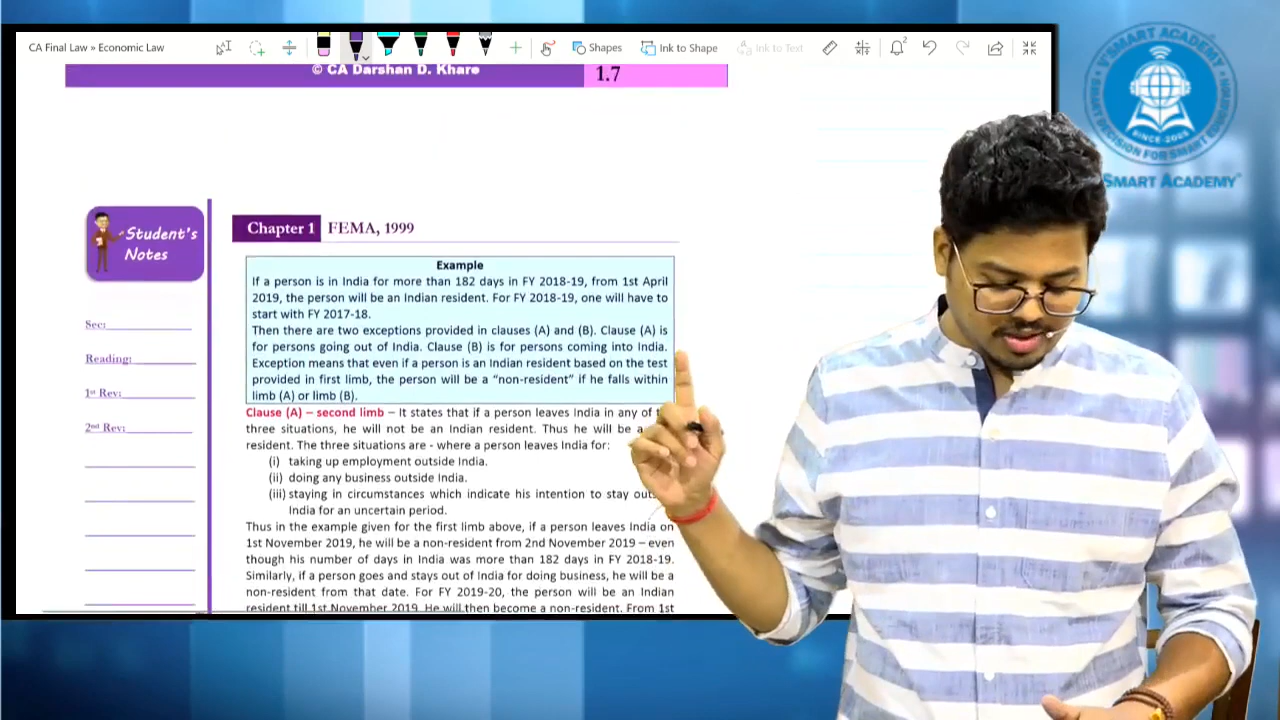 CA Final Law » Economic Law
Shapes
Ink to Shape
Ink to Text
2
© CA Darshan D. Khare
1.7
V'SMART ACADEMY
SINCE-2005
SMART ACADEMY
Student's
Notes
Sec:
Reading:
1st Rev:
2nd Rev:
Chapter 1 FEMA, 1999
Example
If a person is in India for more than 182 days in FY 2018-19, from 1st April
2019, the person will be an Indian resident. For FY 2018-19, one will have to
start with FY 2017-18.
Then there are two exceptions provided in clauses (A) and (B). Clause (A) is
for persons going out of India. Clause (B) is for persons coming into India.
Exception means that even if a person is an Indian resident based on the test
provided in first limb, the person will be a “non-resident” if he falls within
limb (A) or limb (B).
Clause (A) – second limb – It states that if a person leaves India in any of
three situations, he will not be an Indian resident. Thus he will be a
resident. The three situations are - where a person leaves India for:
(i) taking up employment outside India.
(ii) doing any business outside India.
(iii) staying in circumstances which indicate his intention to stay
India for an uncertain period.
Thus in the example given for the first limb above, if a person leaves India on
1st November 2019, he will be a non-resident from 2nd November 2019 – even
though his number of days in India was more than 182 days in FY 2018-19.
Similarly, if a person goes and stays out of India for doing business, he will be a
non-resident from that date. For FY 2019-20, the person will be an Indian
resident till 1st November 2019. He will then become a non-resident. From 1st